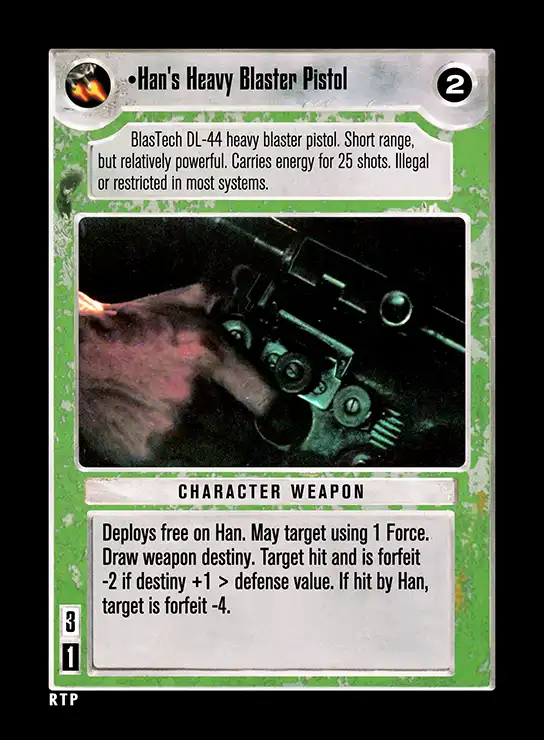 •Han's Heavy Blaster Pistol
2
BlasTech DL-44 heavy blaster pistol. Short range,
but relatively powerful. Carries energy for 25 shots. Illegal
or restricted in most systems.
CHARACTER WEAPON
Deploys free on Han. May target using 1 Force.
Draw weapon destiny. Target hit and is forfeit
-2 if destiny +1 > defense value. If hit by Han,
target is forfeit -4.
3
1
RTP